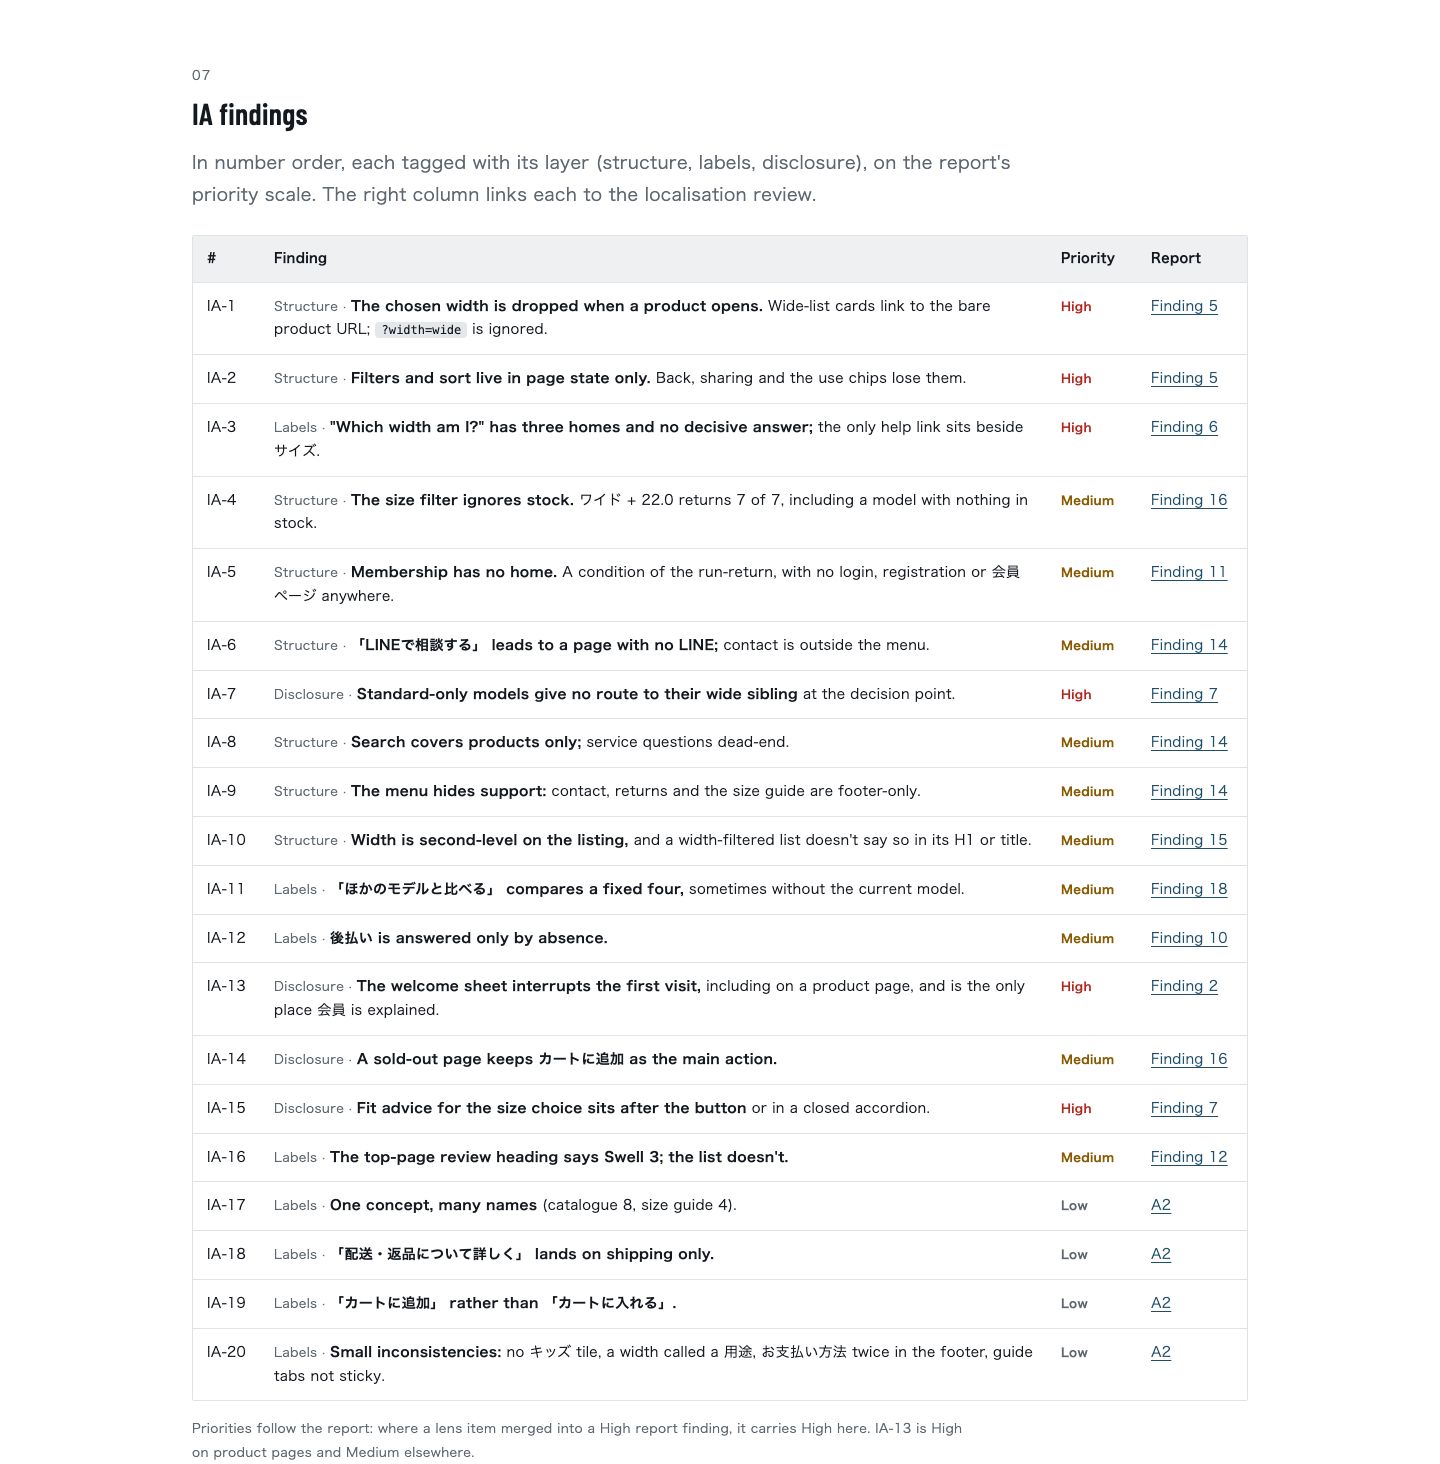 07
IA findings
In number order, each tagged with its layer (structure, labels, disclosure), on the report's
priority scale. The right column links each to the localisation review.
# Finding Priority Report
IA-1 Structure · The chosen width is dropped when a product opens. Wide-list cards link to the bare High Finding 5
product URL; ?width=wide is ignored.
IA-2 Structure · Filters and sort live in page state only. Back, sharing and the use chips lose them. High Finding 5
IA-3 Labels · "Which width am I?" has three homes and no decisive answer; the only help link sits beside High Finding 6
サイズ.
IA-4 Structure · The size filter ignores stock. ワイド + 22.0 returns 7 of 7, including a model with nothing in Medium Finding 16
stock.
IA-5 Structure · Membership has no home. A condition of the run-return, with no login, registration or 会員 Medium Finding 11
ページ anywhere.
IA-6 Structure · 「LINEで相談する」 leads to a page with no LINE; contact is outside the menu. Medium Finding 14
IA-7 Disclosure · Standard-only models give no route to their wide sibling at the decision point. High Finding 7
IA-8 Structure · Search covers products only; service questions dead-end. Medium Finding 14
IA-9 Structure · The menu hides support: contact, returns and the size guide are footer-only. Medium Finding 14
IA-10 Structure · Width is second-level on the listing, and a width-filtered list doesn't say so in its H1 or title. Medium Finding 15
IA-11 Labels · 「ほかのモデルと比べる」 compares a fixed four, sometimes without the current model. Medium Finding 18
IA-12 Labels · 後払い is answered only by absence. Medium Finding 10
IA-13 Disclosure · The welcome sheet interrupts the first visit, including on a product page, and is the only High Finding 2
place 会員 is explained.
IA-14 Disclosure · A sold-out page keeps カートに追加 as the main action. Medium Finding 16
IA-15 Disclosure · Fit advice for the size choice sits after the button or in a closed accordion. High Finding 7
IA-16 Labels · The top-page review heading says Swell 3; the list doesn't. Medium Finding 12
IA-17 Labels · One concept, many names (catalogue 8, size guide 4). Low A2
IA-18 Labels · 「配送・返品について詳しく」 lands on shipping only. Low A2
IA-19 Labels · 「カートに追加」 rather than 「カートに入れる」. Low A2
IA-20 Labels · Small inconsistencies: no キッズ tile, a width called a 用途, お支払い方法 twice in the footer, guide Low A2
tabs not sticky.
Priorities follow the report: where a lens item merged into a High report finding, it carries High here. IA-13 is High
on product pages and Medium elsewhere.